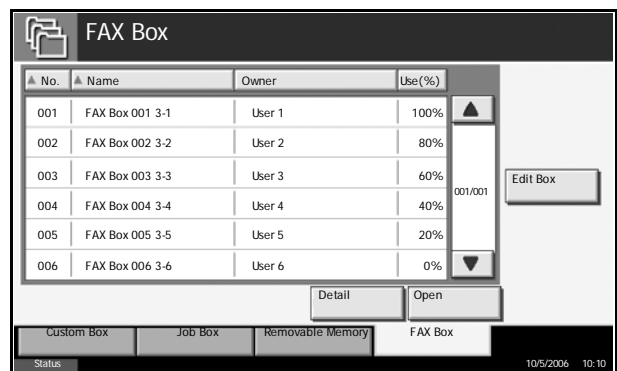 FAX Box
No. Name Owner Use(%)
001 FAX Box 001 3-1 User 1 100%
002 FAX Box 002 3-2 User 2 80%
003 FAX Box 003 3-3 User 3 60%
004 FAX Box 004 3-4 User 4 40%
005 FAX Box 005 3-5 User 5 20%
006 FAX Box 006 3-6 User 6 0%
001/001
Edit Box
Detail Open
Custom Box Job Box Removable Memory FAX Box
Status 10/5/2006 10:10